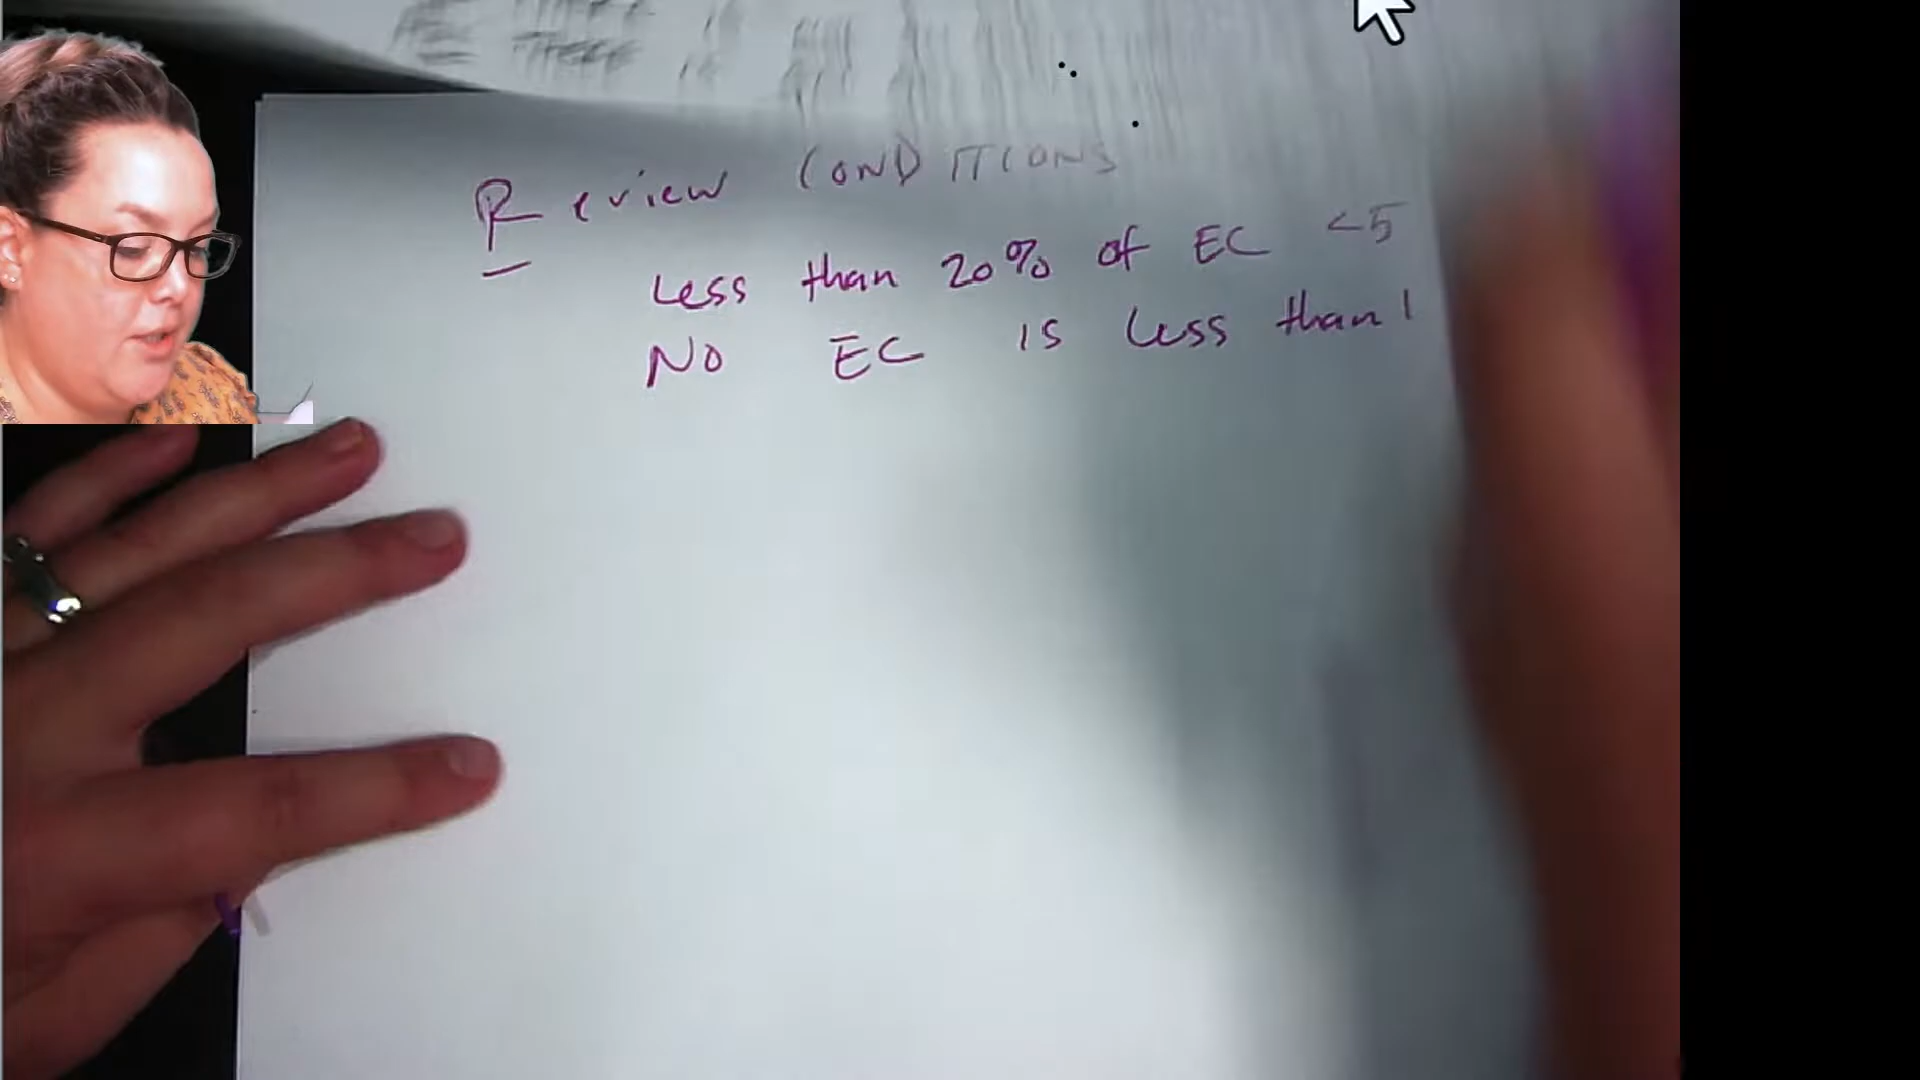 Review CONDITIONS
Less than 20% of EC <5
No EC is less than 1